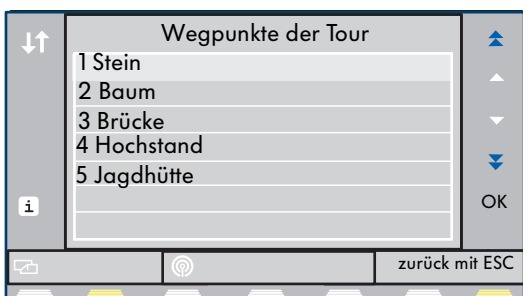 Wegpunkte der Tour
1 Stein
2 Baum
3 Brücke
4 Hochstand
5 Jagdhütte
i
OK
zurück mit ESC